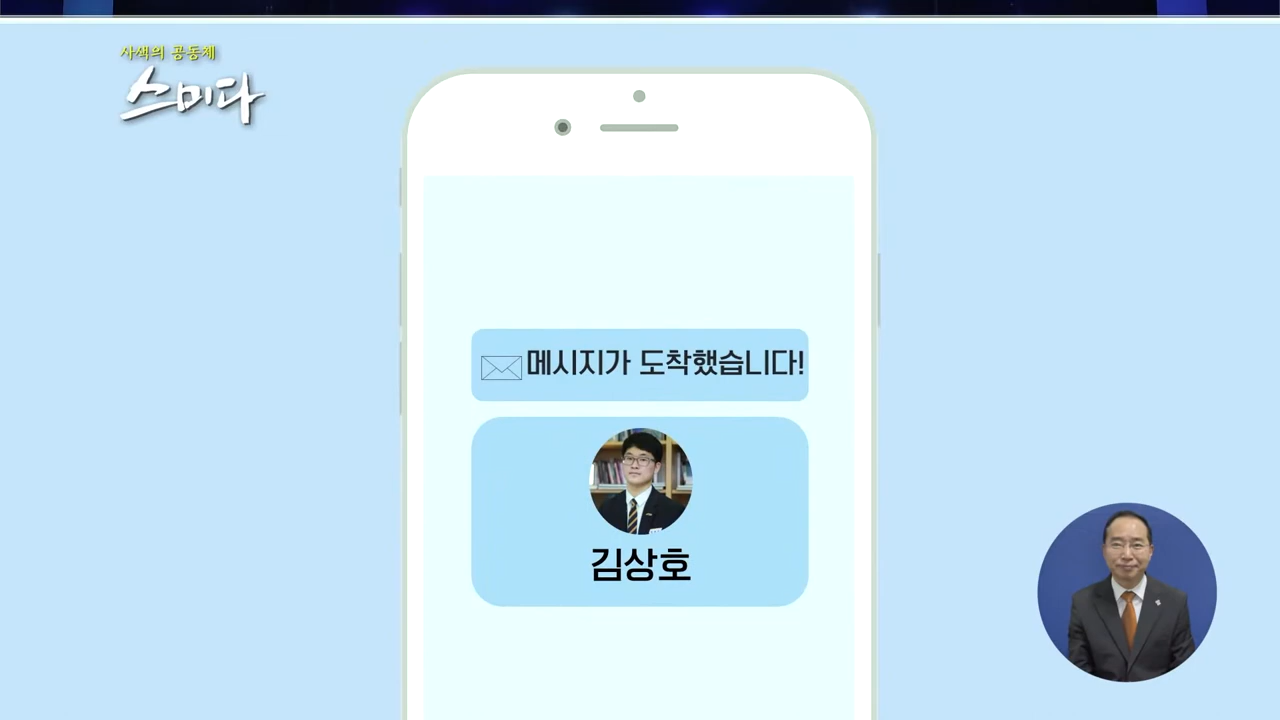 사색의 공동체
스미다
메시지가 도착했습니다!
김상호